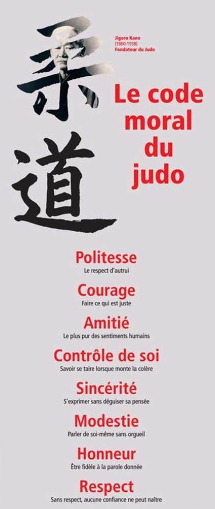 柔道
Jigoro Kano
(1860-1938)
Fondateur du Judo
Le code
moral
du
judo
Politesse
Le respect d'autrui
Courage
Faire ce qui est juste
Amitié
Le plus pur des sentiments humains
Contrôle de soi
Savoir se taire lorsque monte la colère
Sincérité
S'exprimer sans déguiser sa pensée
Modestie
Parler de soi-même sans orgueil
Honneur
Être fidèle à la parole donnée
Respect
Sans respect, aucune confiance ne peut naître